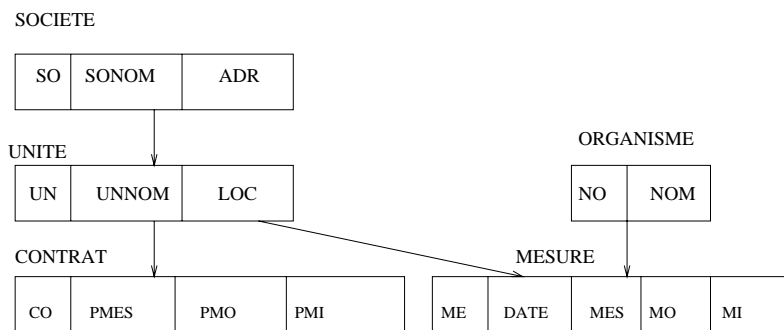 SOCIETE
SO SONOM ADR
ORGANISME
UNITE
UN UNNOM LOC
NO NOM
CONTRAT
MESURE
CO PMES PMO PMI
ME DATE MES MO MI